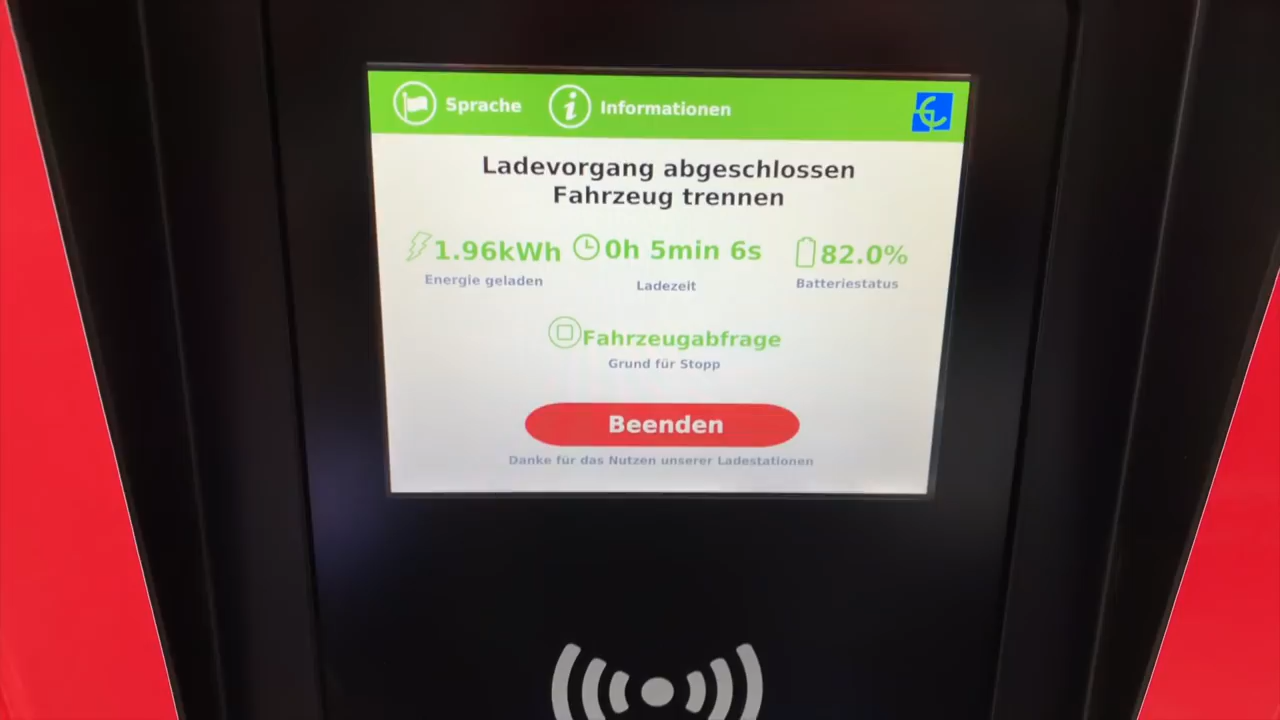 Sprache
Informationen
Ladevorgang abgeschlossen
Fahrzeug trennen
1.96kWh
0h 5min 6s
82.0%
Energie geladen
Ladezeit
Batteriestatus
Fahrzeugabfrage
Grund für Stopp
Beenden
Danke für das Nutzen unserer Ladestationen